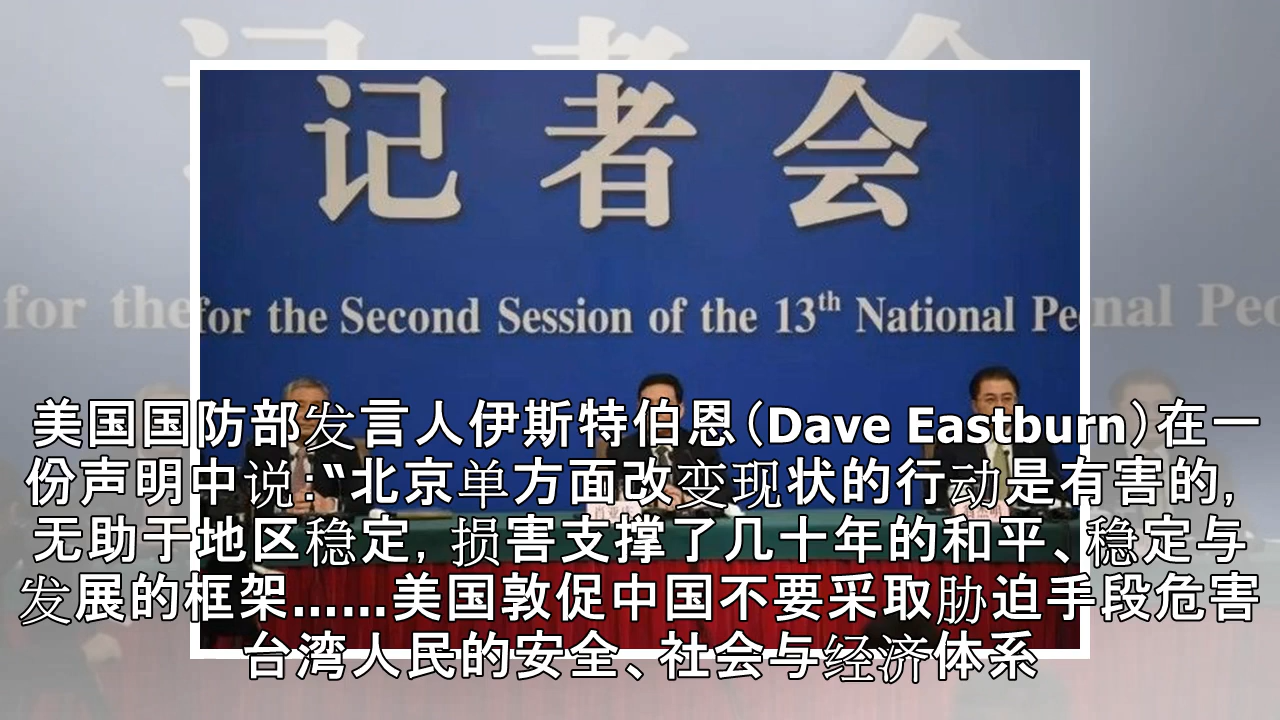 记者会
for the Second Session of the 13th National Pe
美国国防部发言人伊斯特伯恩(Dave Eastburn)在一
份声明中说:“北京单方面改变现状的行动是有害的,
无助于地区稳定, 损害支撑了几十年的和平、稳定与
发展的框架……美国敦促中国不要采取胁迫手段危害
台湾人民的安全、社会与经济体系